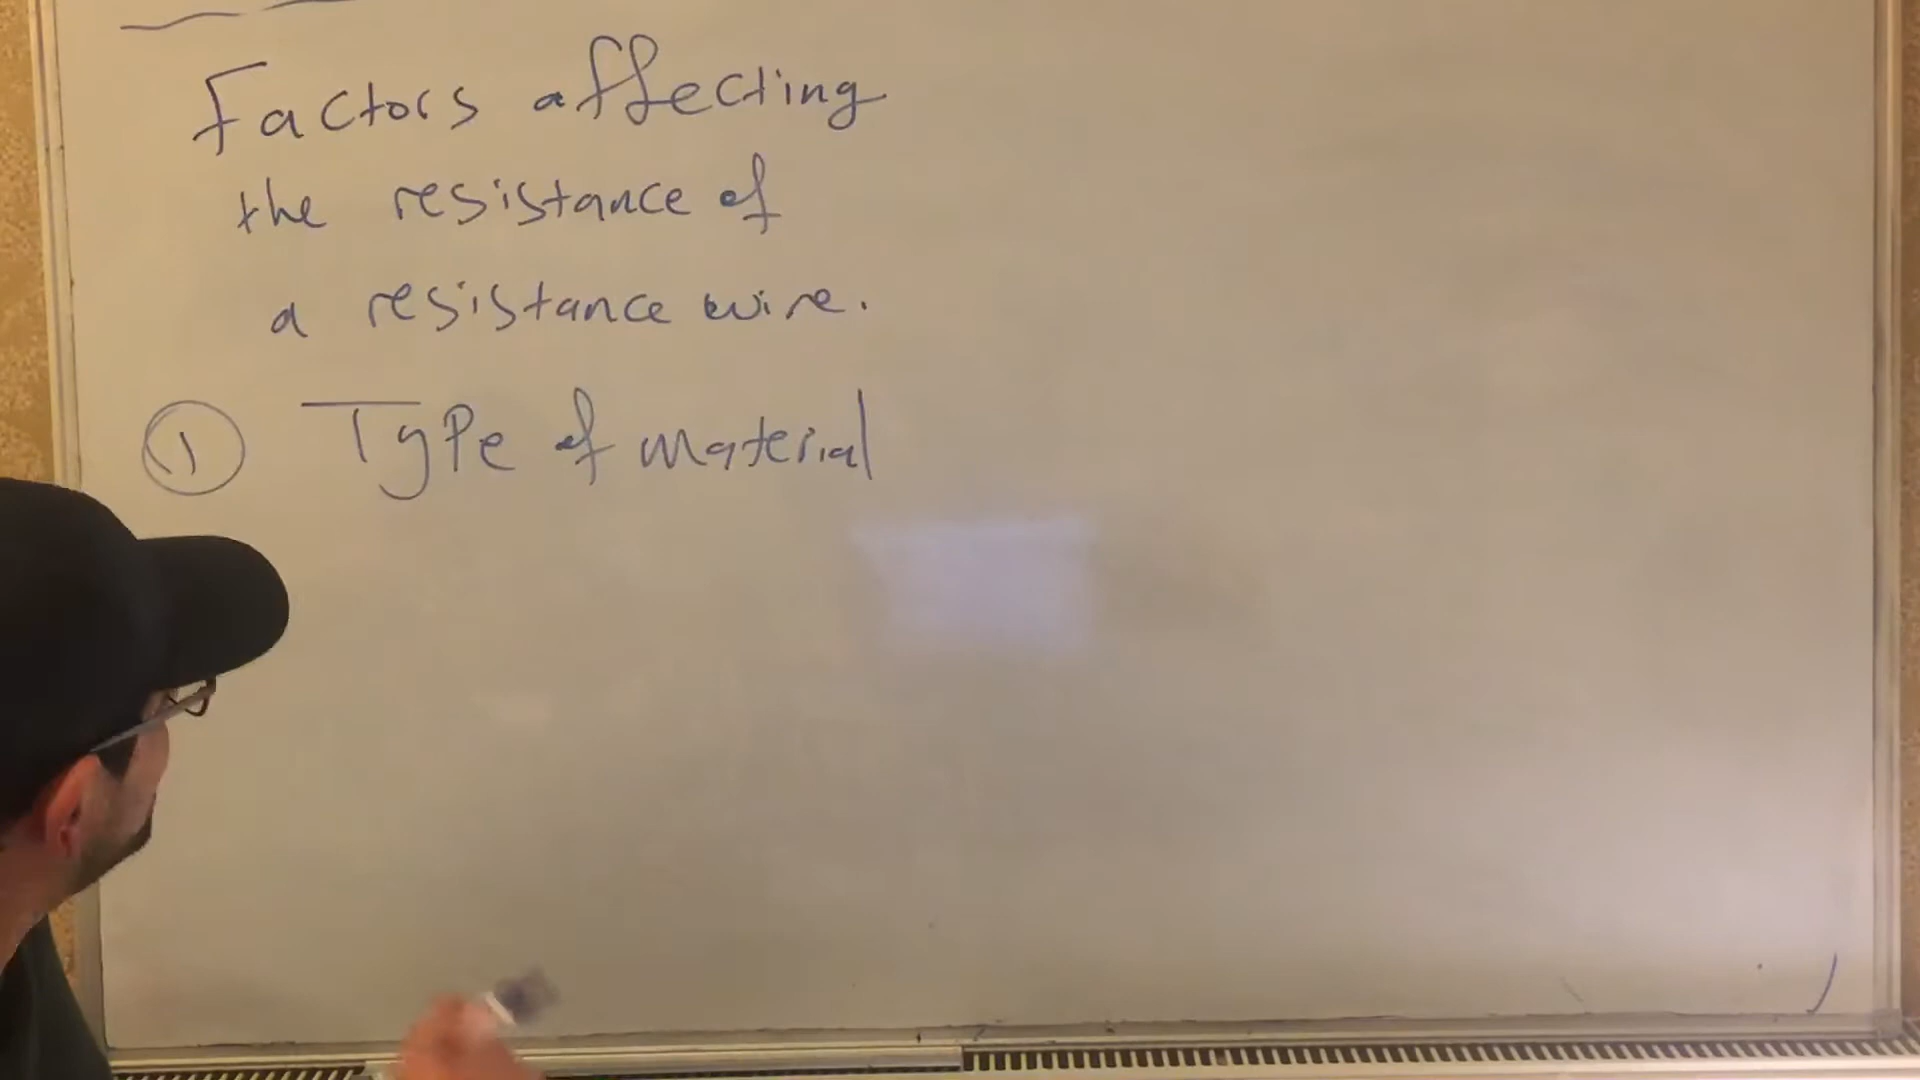 Factors affecting
the resistance of
a resistance wire.
① Type of material